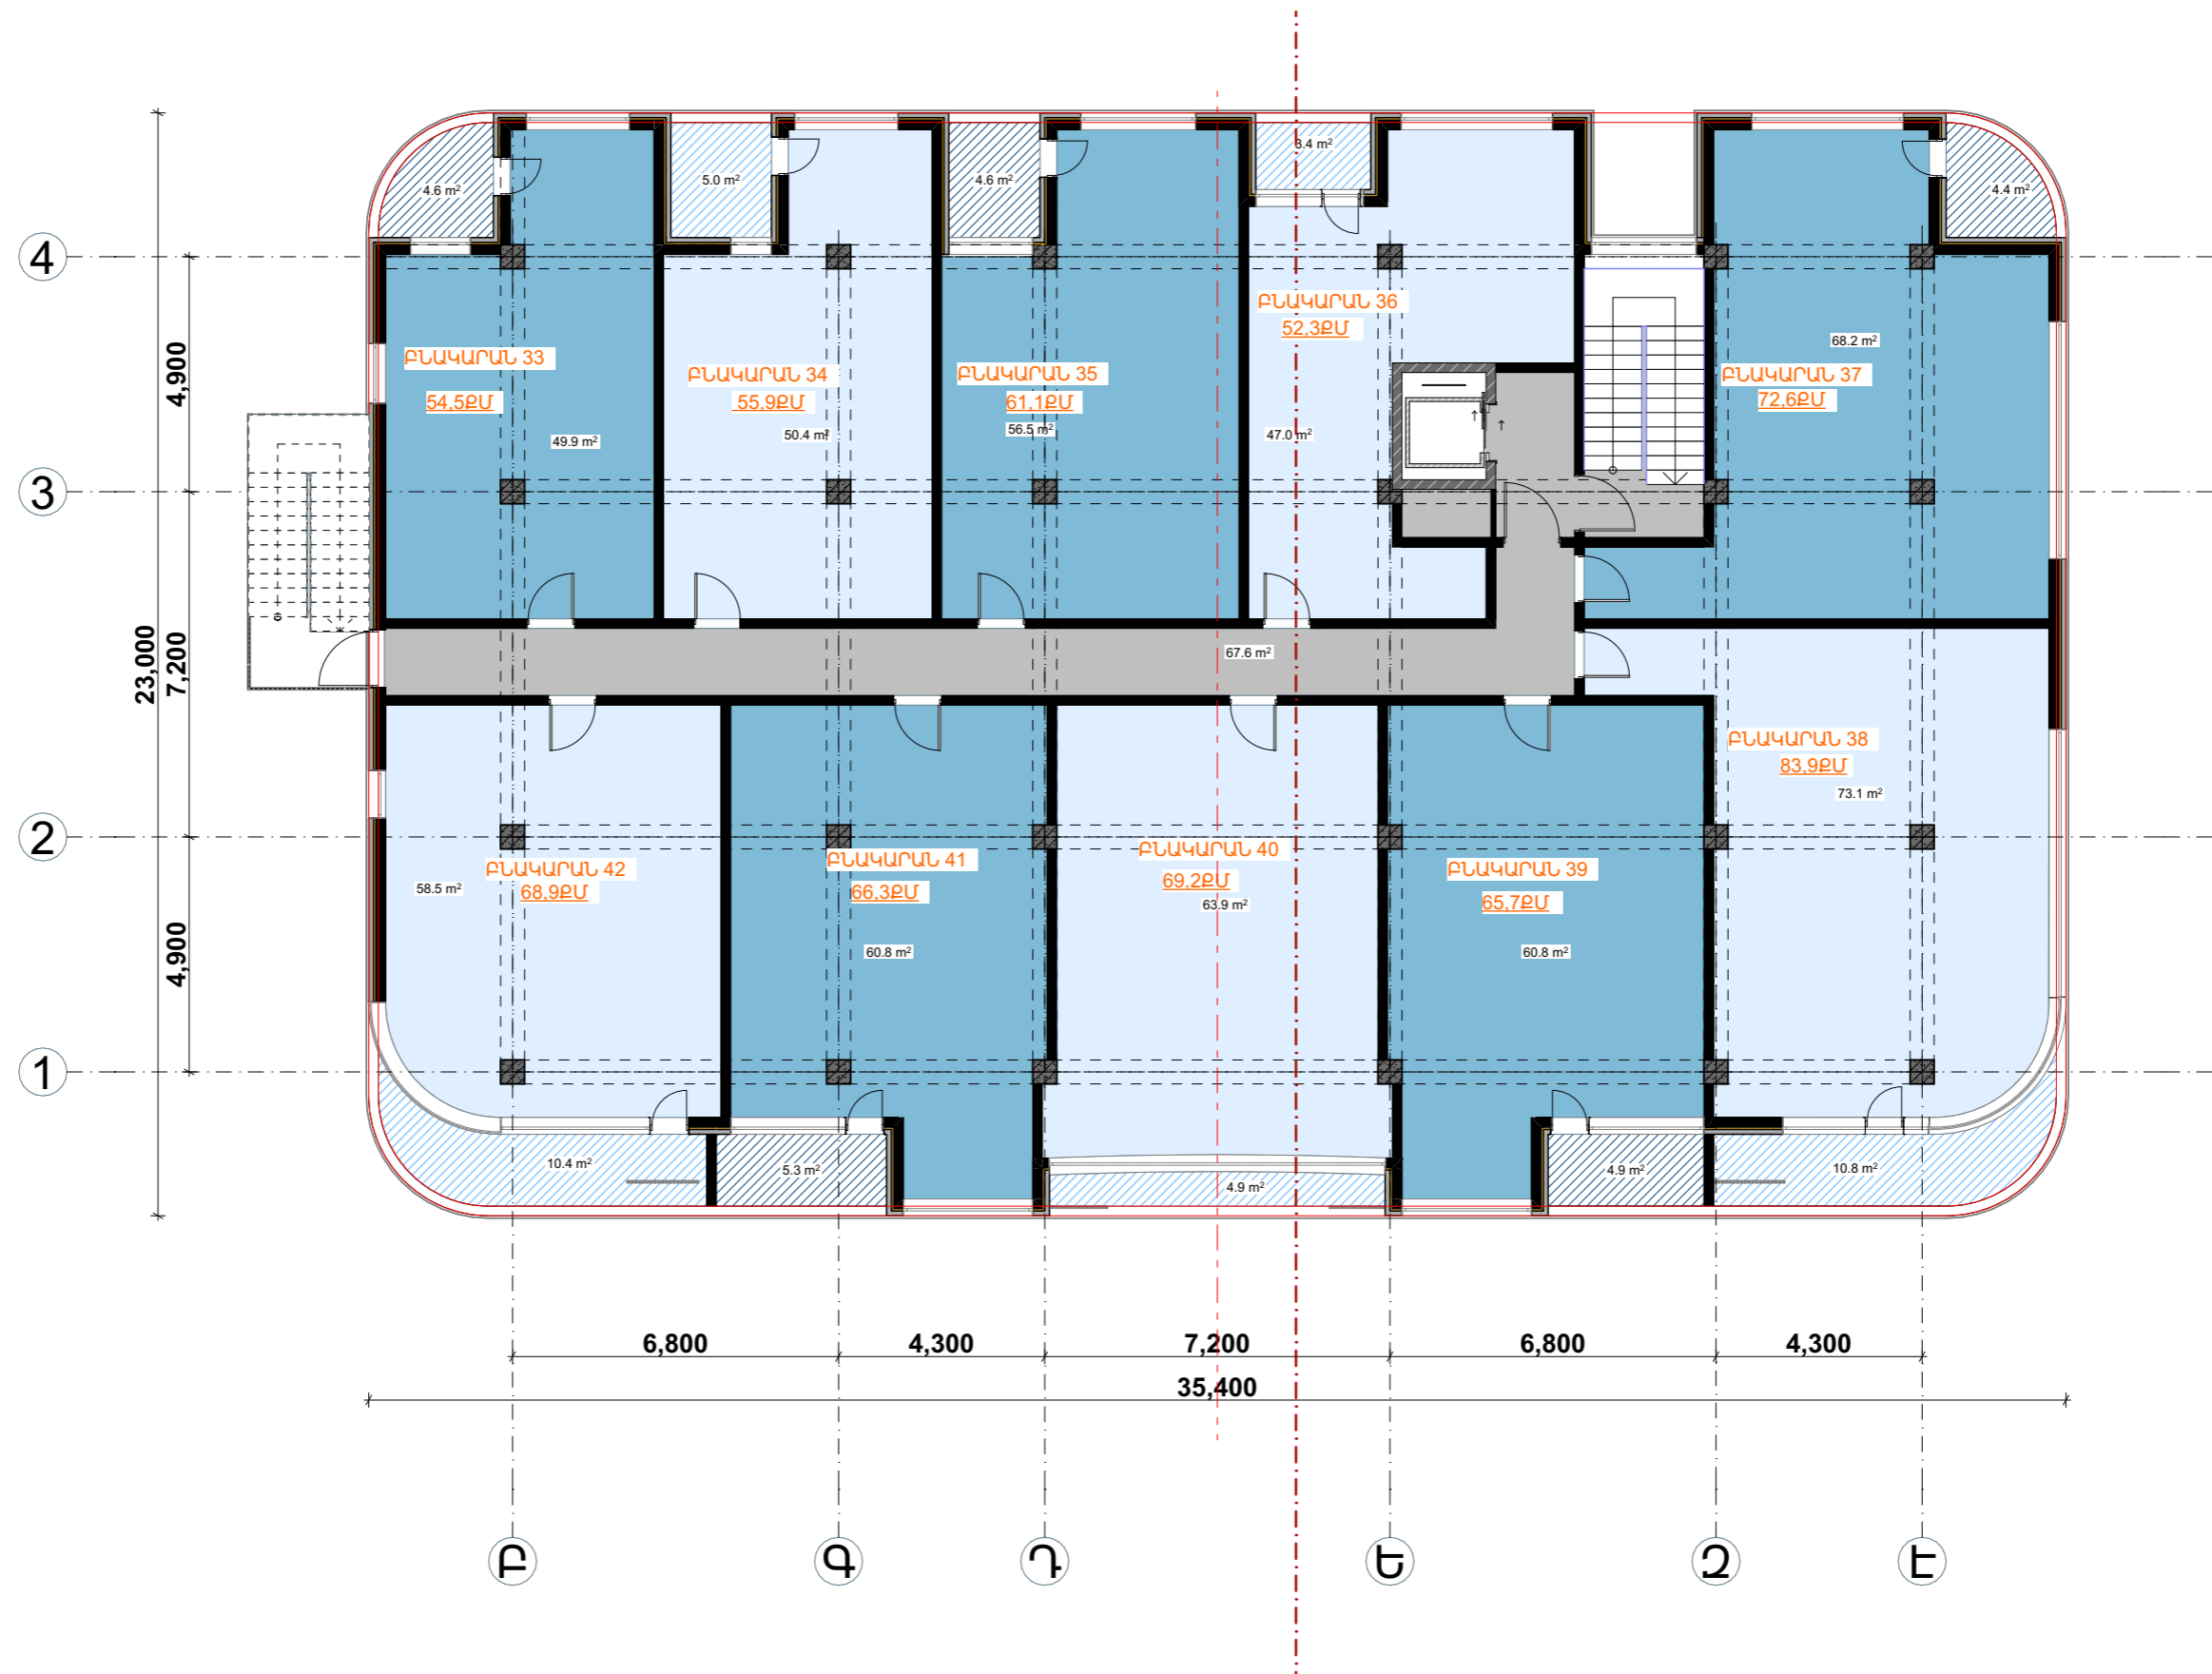 4.6 m²
5.0 m²
4.6 m²
3.4 m²
4.4 m²
4
ԲՆԱԿԱՐԱՆ 33
54,5ՔՄ
49.9 m²
ԲՆԱԿԱՐԱՆ 34
55,9ՔՄ
50.4 m²
ԲՆԱԿԱՐԱՆ 35
61,1ՔՄ
56.5 m²
ԲՆԱԿԱՐԱՆ 36
52,3ՔՄ
47.0 m²
68.2 m²
ԲՆԱԿԱՐԱՆ 37
72,6ՔՄ
4,900
3
23,000
7,200
67.6 m²
2
ԲՆԱԿԱՐԱՆ 42
68,9ՔՄ
58.5 m²
ԲՆԱԿԱՐԱՆ 41
66,3ՔՄ
60.8 m²
ԲՆԱԿԱՐԱՆ 40
69,2ՔՄ
63.9 m²
ԲՆԱԿԱՐԱՆ 39
65,7ՔՄ
60.8 m²
ԲՆԱԿԱՐԱՆ 38
83,9ՔՄ
73.1 m²
4,900
1
10.4 m²
5.3 m²
4.9 m²
4.9 m²
10.8 m²
6,800
4,300
7,200
6,800
4,300
35,400
Բ
Գ
Դ
Ե
Զ
Է